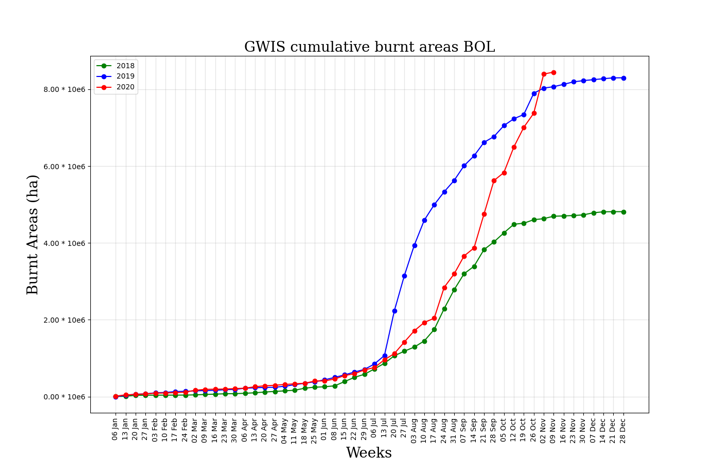 GWIS cumulative burnt areas BOL
2018
2019
2020
8.00 * 10e6
6.00 * 10e6
4.00 * 10e6
2.00 * 10e6
0.00 * 10e6
Burnt Areas (ha)
06 Jan
13 Jan
20 Jan
27 Jan
03 Feb
10 Feb
17 Feb
24 Feb
02 Mar
09 Mar
16 Mar
23 Mar
30 Mar
06 Apr
13 Apr
20 Apr
27 Apr
04 May
11 May
18 May
25 May
01 Jun
08 Jun
15 Jun
22 Jun
29 Jun
06 Jul
13 Jul
20 Jul
27 Jul
03 Aug
10 Aug
17 Aug
24 Aug
31 Aug
07 Sep
14 Sep
21 Sep
28 Sep
05 Oct
12 Oct
19 Oct
26 Oct
02 Nov
09 Nov
16 Nov
23 Nov
30 Nov
07 Dec
14 Dec
21 Dec
28 Dec
Weeks